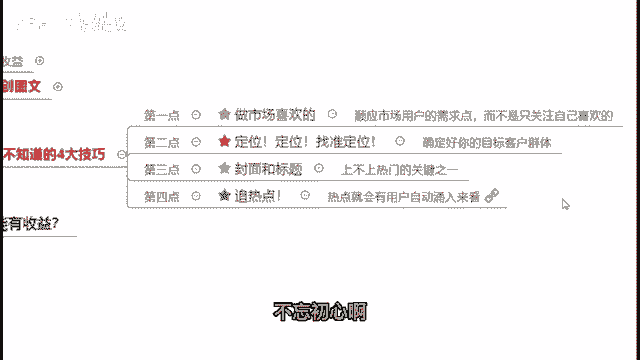 收益
创图文
第一点 做市场喜欢的 顺应市场用户的需求点，而不是只关注自己喜欢的
第二点 定位！定位！找准定位！ 确定好你的目标客户群体
不知道的4大技巧
第三点 封面和标题 上不上热门的关键之一
第四点 追热点！ 热点就会有用户自动涌入来看
能有收益？
不忘初心啊